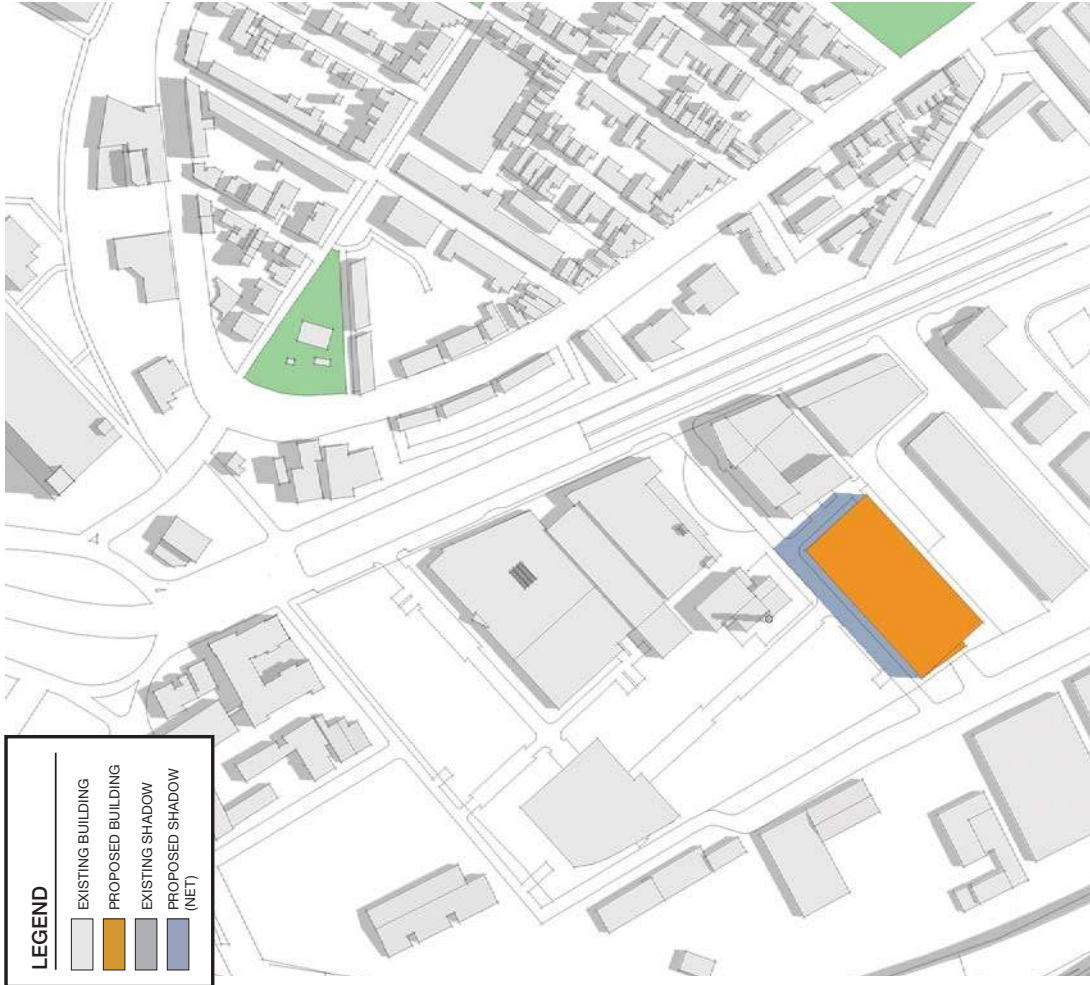 LEGEND
EXISTING BUILDING
PROPOSED BUILDING
EXISTING SHADOW
PROPOSED SHADOW
(NET)